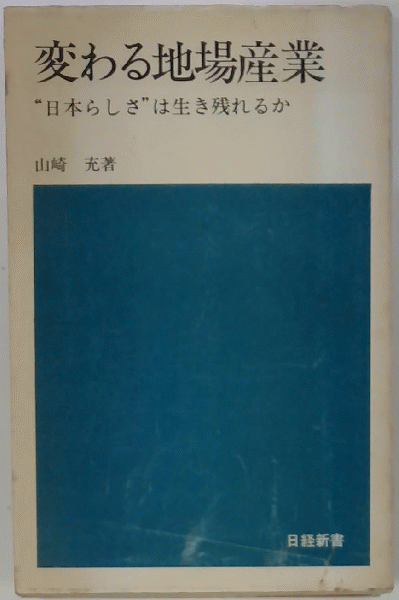 変わる地場産業
“日本らしさ”は生き残れるか
山崎 充著
日経新書